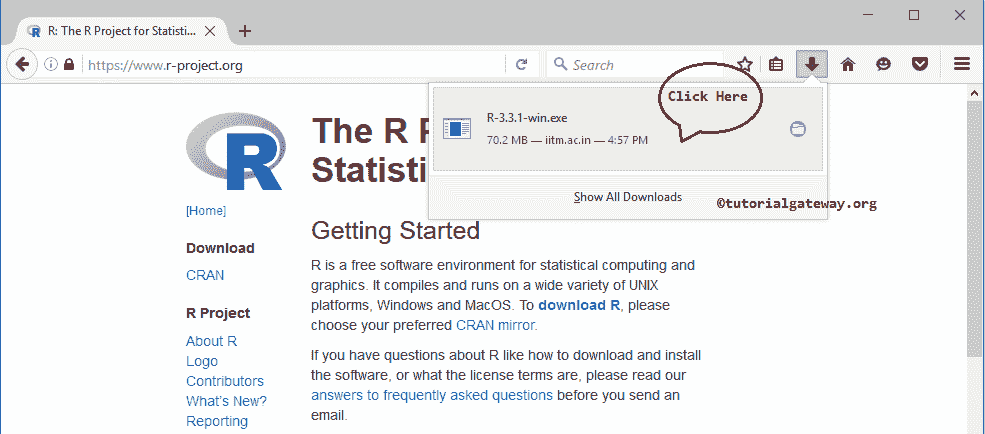 R: The R Project for Statisti...
https://www.r-project.org
Search
Click Here
R-3.3.1-win.exe
70.2 MB — iitm.ac.in — 4:57 PM
Show All Downloads
©tutorialgateway.org
R
[Home]
Download
CRAN
R Project
About R
Logo
Contributors
What's New?
Reporting
The R P
Statisti
Getting Started
R is a free software environment for statistical computing and
graphics. It compiles and runs on a wide variety of UNIX
platforms, Windows and MacOS. To download R, please
choose your preferred CRAN mirror.
If you have questions about R like how to download and install
the software, or what the license terms are, please read our
answers to frequently asked questions before you send an
email.